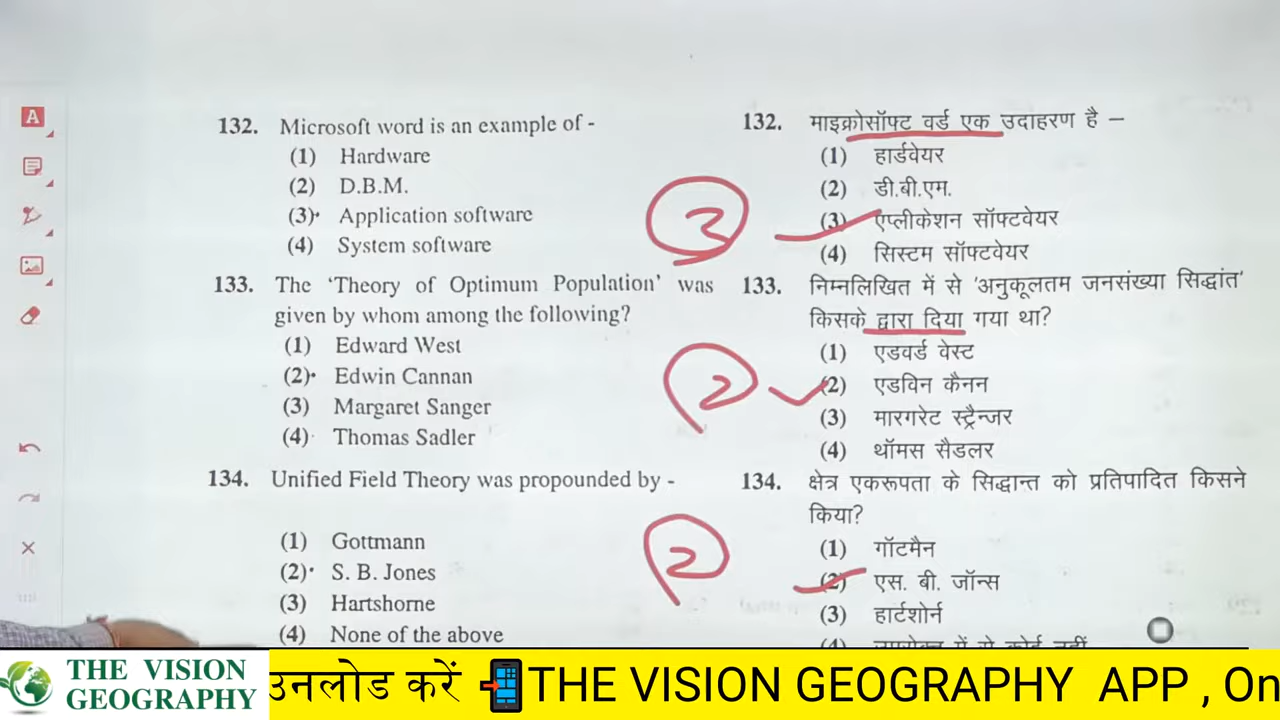 132. Microsoft word is an example of -
(1) Hardware
(2) D.B.M.
(3) Application software
(4) System software
133. The 'Theory of Optimum Population' was
given by whom among the following?
(1) Edward West
(2) Edwin Cannan
(3) Margaret Sanger
(4) Thomas Sadler
134. Unified Field Theory was propounded by -
(1) Gottmann
(2) S. B. Jones
(3) Hartshorne
(4) None of the above
3
2
2
132. माइक्रोसॉफ्ट वर्ड एक उदाहरण है –
(1) हार्डवेयर
(2) डी.बी.एम.
(3) एप्लीकेशन सॉफ्टवेयर
(4) सिस्टम सॉफ्टवेयर
133. निम्नलिखित में से 'अनुकूलतम जनसंख्या सिद्धांत'
किसके द्वारा दिया गया था?
(1) एडवर्ड वेस्ट
(2) एडविन कैनन
(3) मारगरेट स्ट्रैन्जर
(4) थॉमस सैडलर
134. क्षेत्र एकरूपता के सिद्धान्त को प्रतिपादित किसने
किया?
(1) गॉटमैन
(2) एस. बी. जॉन्स
(3) हार्टशोर्न
(4) उपरोक्त में से कोई नहीं
A
THE VISION
GEOGRAPHY
उनलोड करें THE VISION GEOGRAPHY APP , On